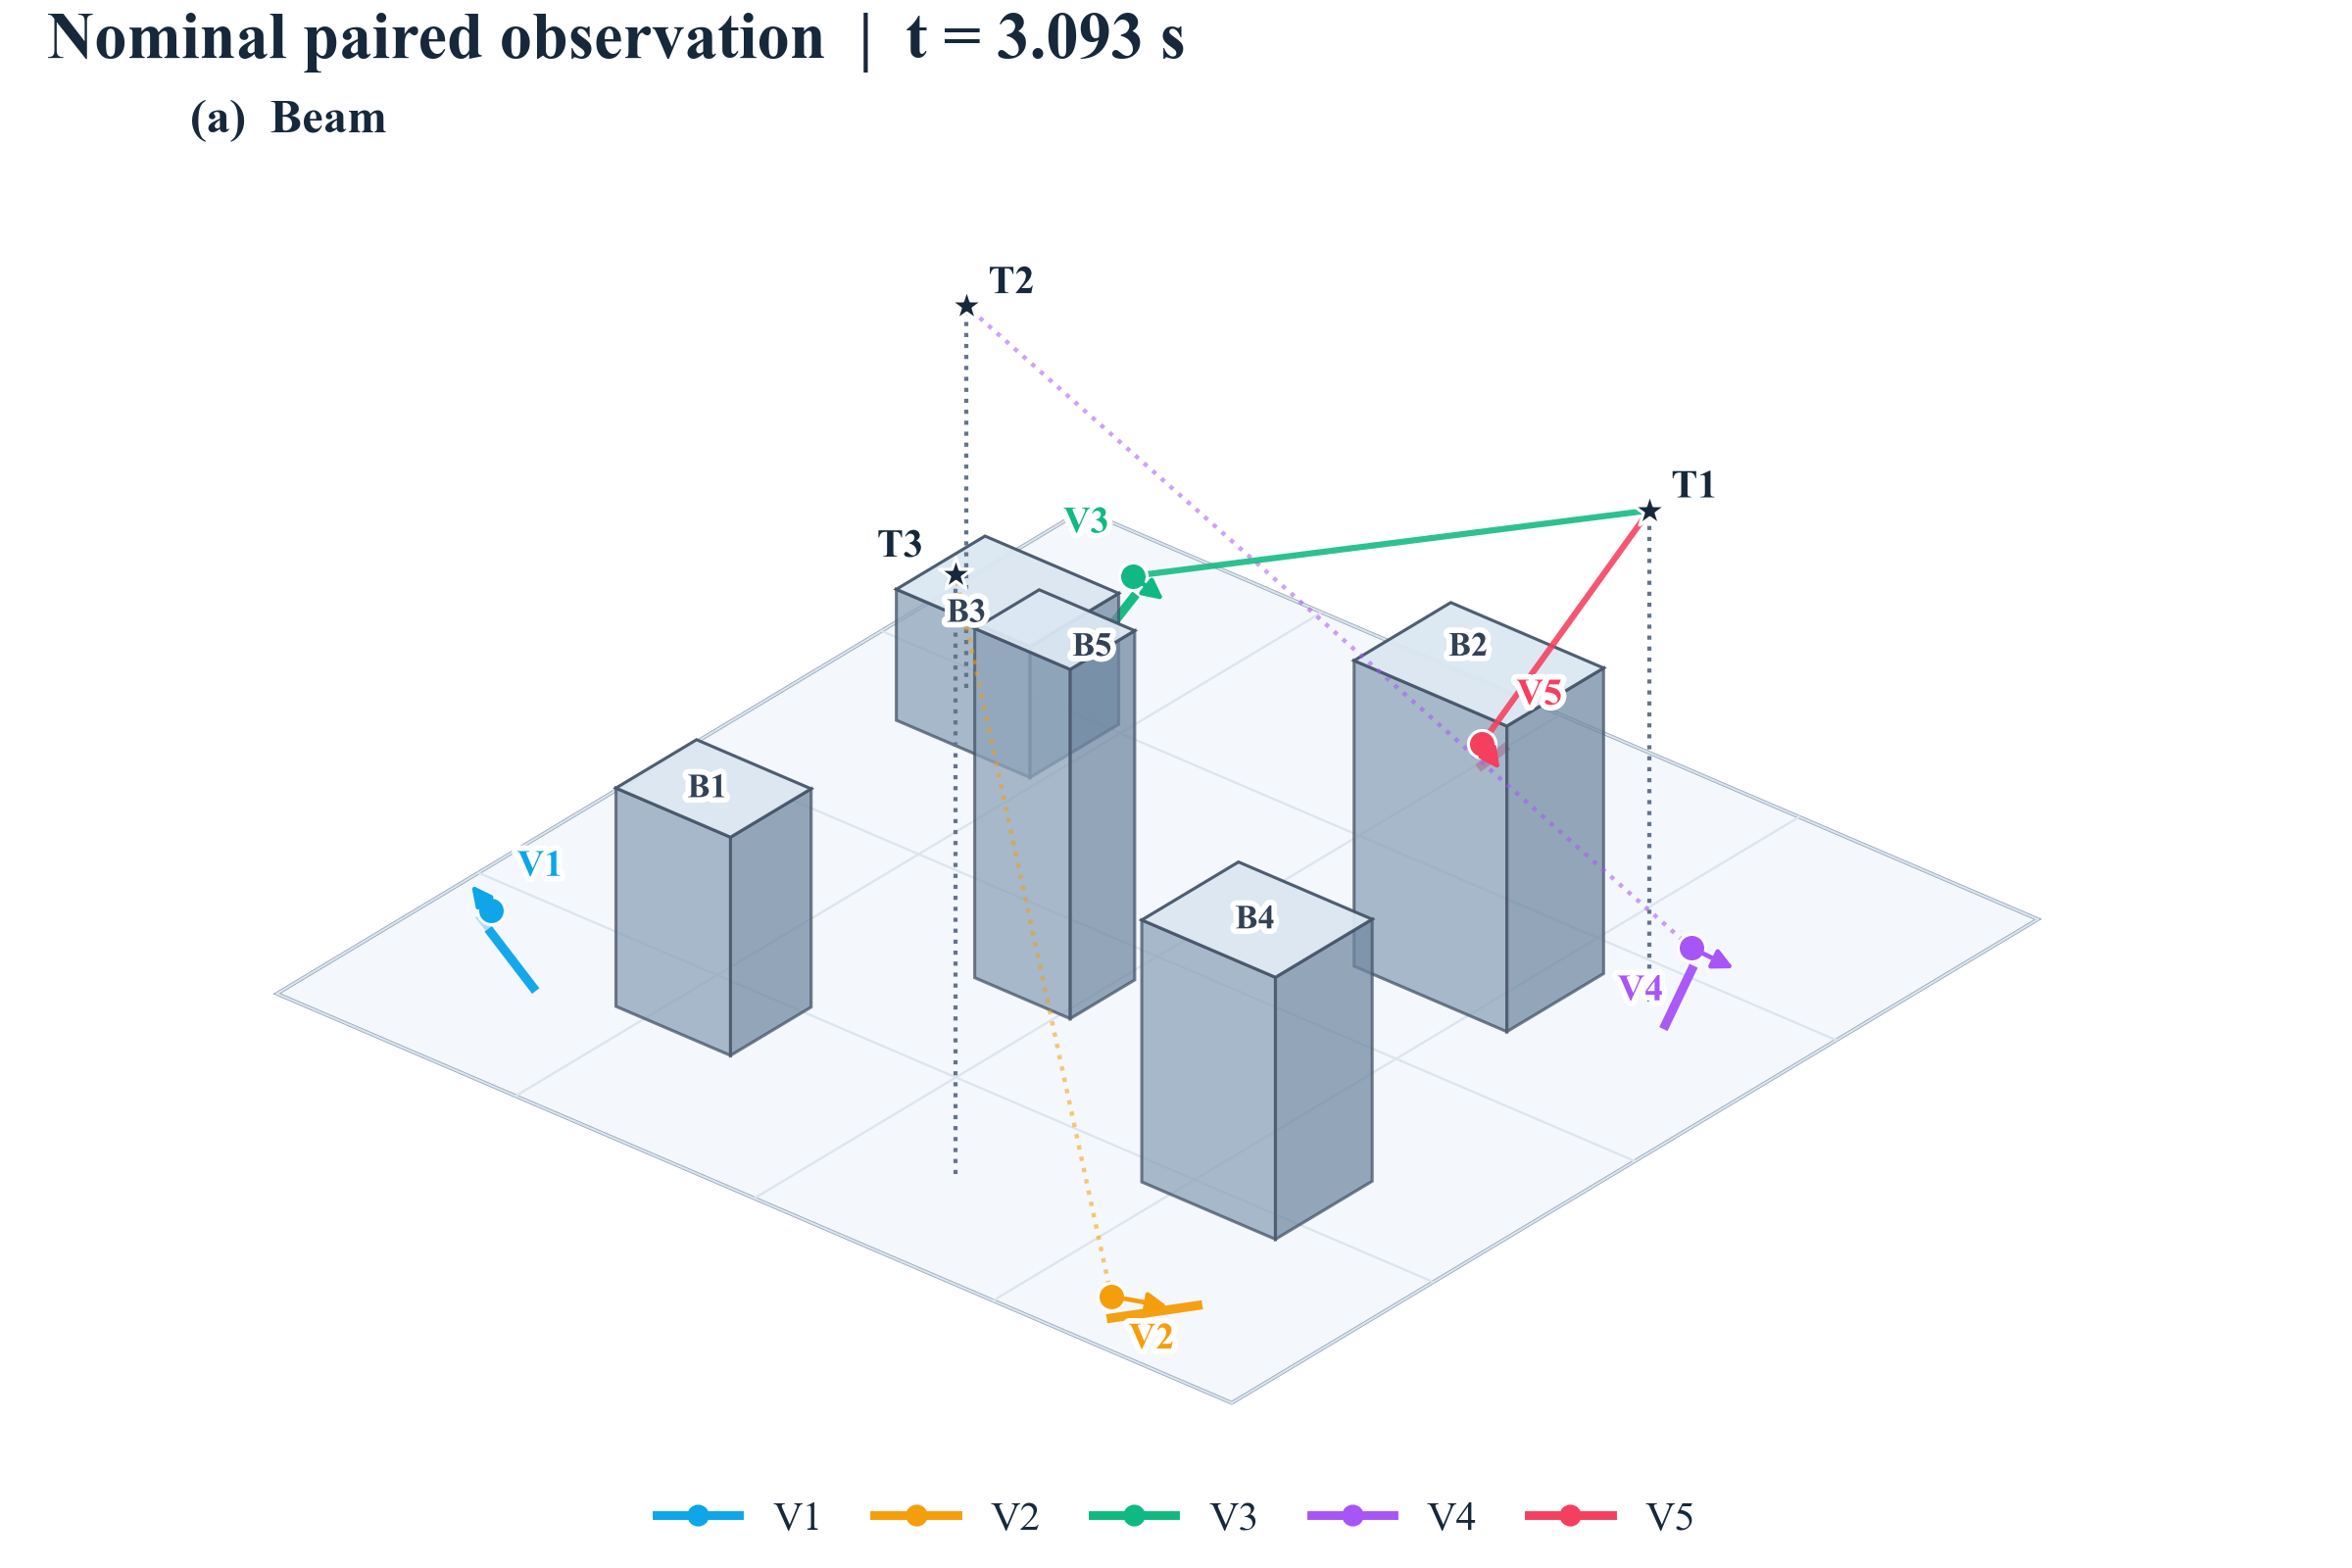 Nominal paired observation | t = 3.093 s
(a) Beam
T2
T1
V3
T3
B3
B5
B2
V5
B1
V1
B4
V4
V2
V1 V2 V3 V4 V5